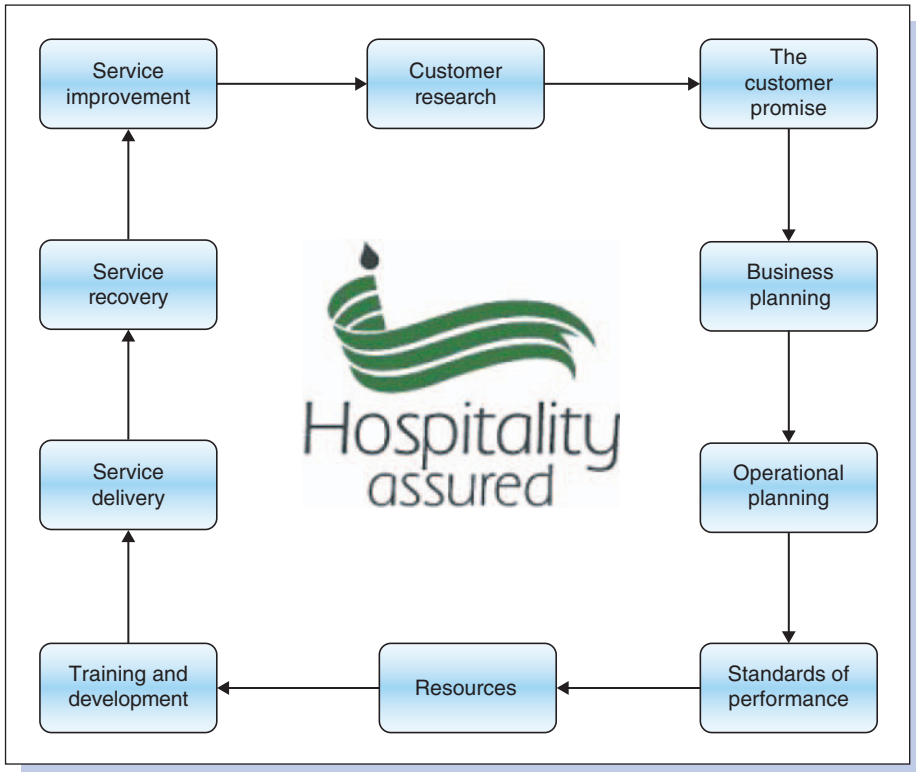 Service
improvement
Customer
research
The
customer
promise
Service
recovery
Business
planning
Hospitality
assured
Service
delivery
Operational
planning
Training and
development
Resources
Standards of
performance